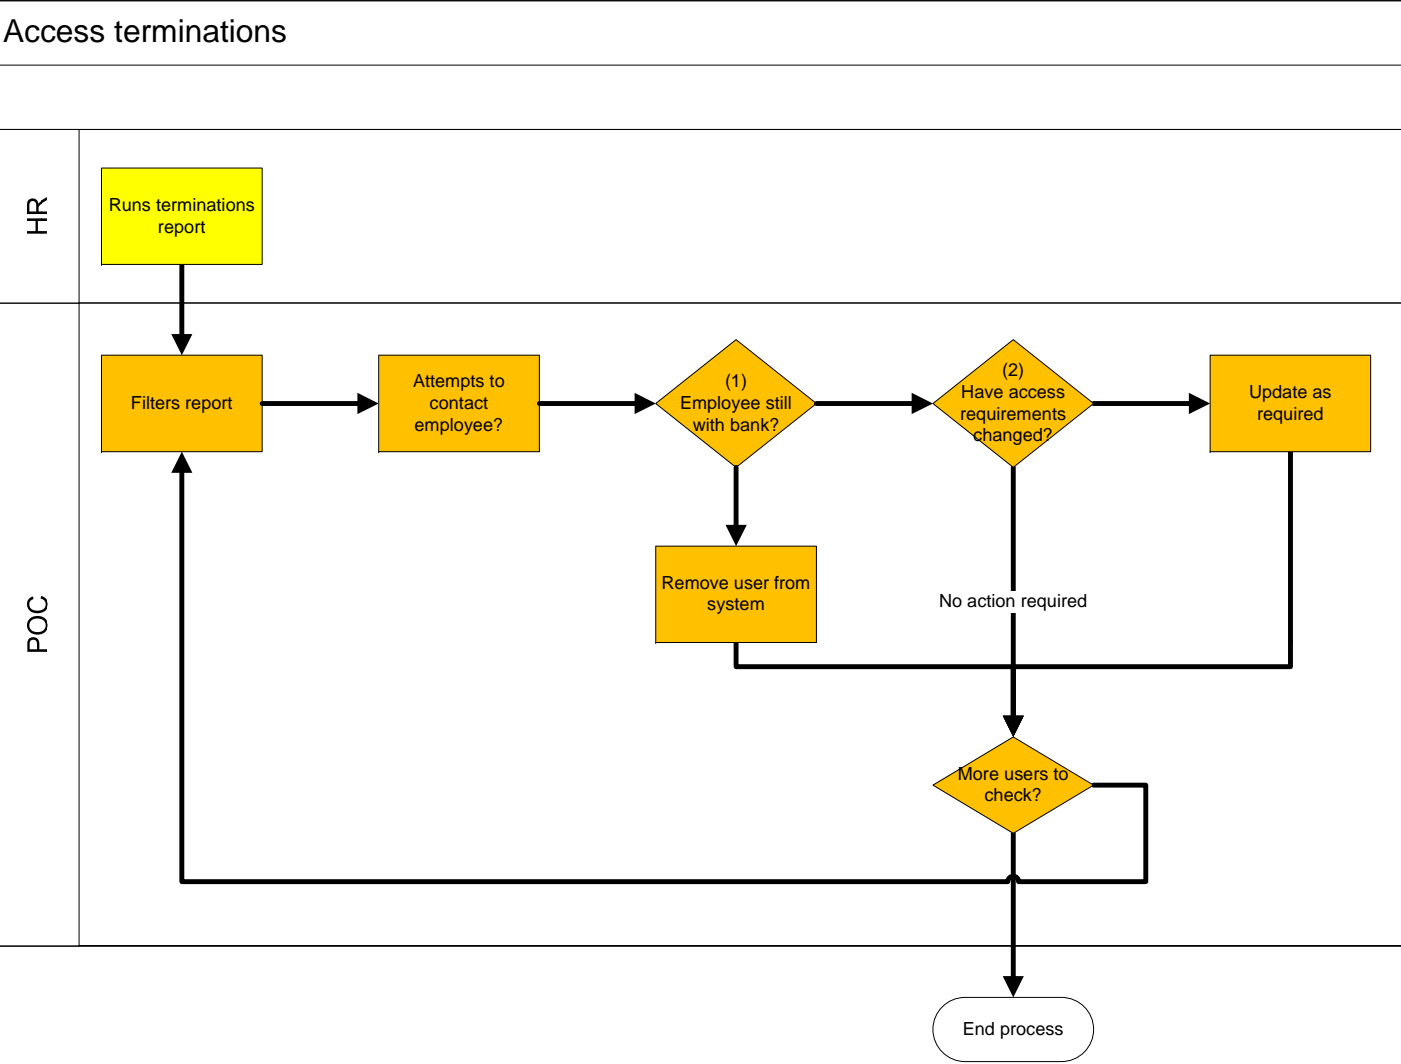 Access terminations
HR
Runs terminations
report
POC
Filters report
Attempts to
contact
employee?
(1)
Employee still
with bank?
(2)
Have access
requirements
changed?
Update as
required
Remove user from
system
No action required
More users to
check?
End process